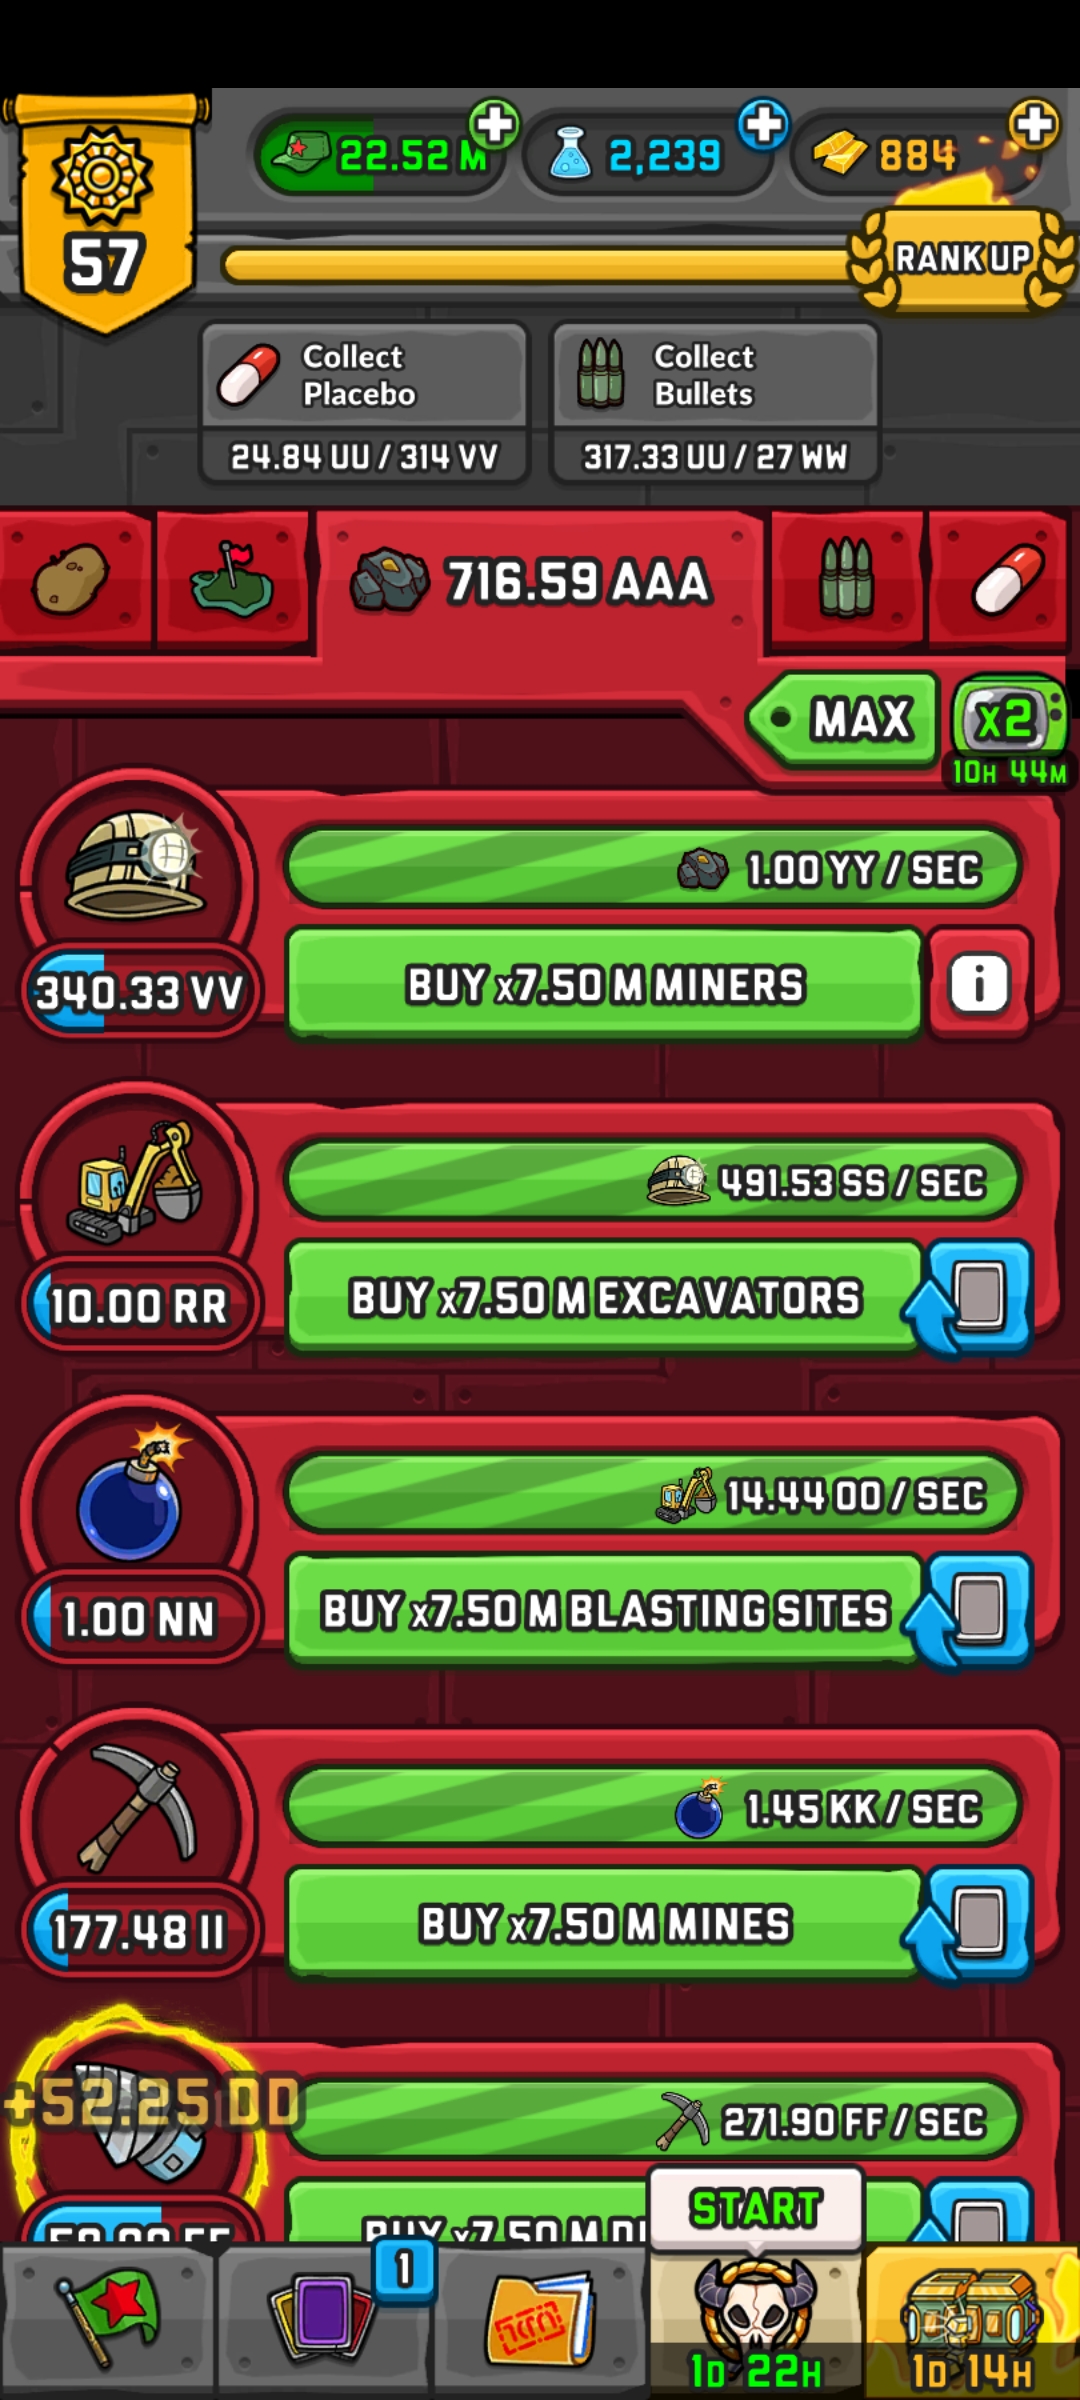 57
22.52 M
2,239
884
RANK UP
Collect
Placebo
24.84 UU / 314 VV
Collect
Bullets
317.33 UU / 27 WW
716.59 AAA
MAX
x2
10H 44M
1.00 YY / SEC
340.33 VV
BUY x7.50 M MINERS
i
491.53 SS / SEC
10.00 RR
BUY x7.50 M EXCAVATORS
14.44 OO / SEC
1.00 NN
BUY x7.50 M BLASTING SITES
1.45 KK / SEC
177.48 II
BUY x7.50 M MINES
+52.25 DD
271.90 FF / SEC
BUY x7.50 M
START
1
1D 22H
1D 14H